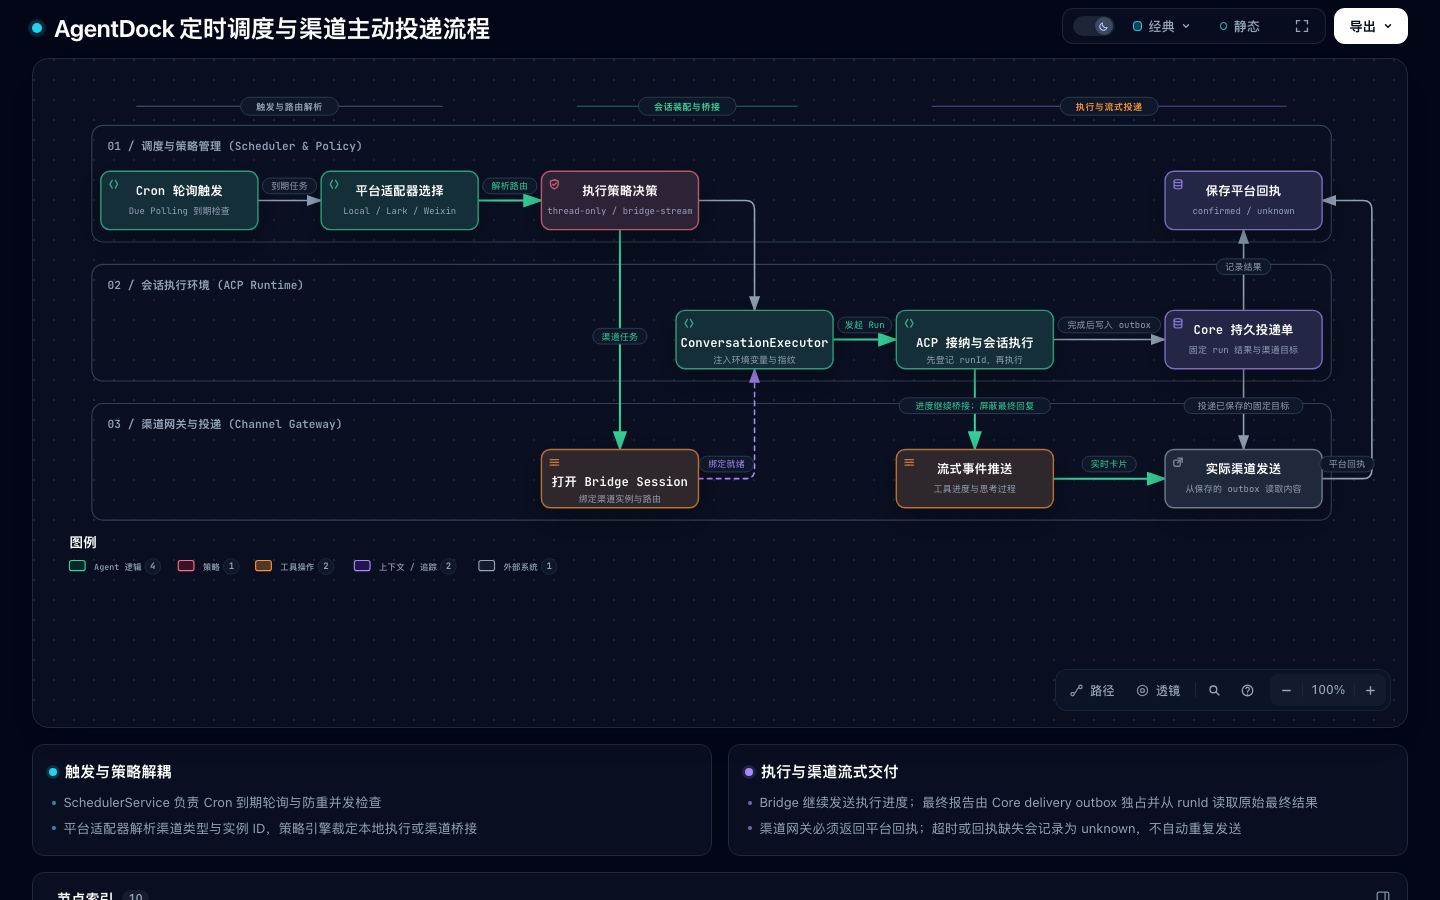 AgentDock 定时调度与渠道主动投递流程
经典
静态
导出
触发与路由解析
会话装配与桥接
执行与流式投递
01 / 调度与策略管理 (Scheduler & Policy)
Cron 轮询触发
Due Polling 到期检查
到期任务
平台适配器选择
Local / Lark / Weixin
解析路由
执行策略决策
thread-only / bridge-stream
保存平台回执
confirmed / unknown
记录结果
02 / 会话执行环境 (ACP Runtime)
渠道任务
ConversationExecutor
注入环境变量与指纹
发起 Run
ACP 接纳与会话执行
先登记 runId，再执行
完成后写入 outbox
Core 持久投递单
固定 run 结果与渠道目标
进度继续桥接；屏蔽最终回复
投递已保存的固定目标
03 / 渠道网关与投递 (Channel Gateway)
打开 Bridge Session
绑定渠道实例与路由
绑定就绪
流式事件推送
工具进度与思考过程
实时卡片
实际渠道发送
从保存的 outbox 读取内容
平台回执
图例
Agent 逻辑 4
策略 1
工具操作 2
上下文 / 追踪 2
外部系统 1
路径
透镜
100%
触发与策略解耦
SchedulerService 负责 Cron 到期轮询与防重并发检查
平台适配器解析渠道类型与实例 ID，策略引擎裁定本地执行或渠道桥接
执行与渠道流式交付
Bridge 继续发送执行进度；最终报告由 Core delivery outbox 独占并从 runId 读取原始最终结果
渠道网关必须返回平台回执；超时或回执缺失会记录为 unknown，不自动重复发送
节点索引 10